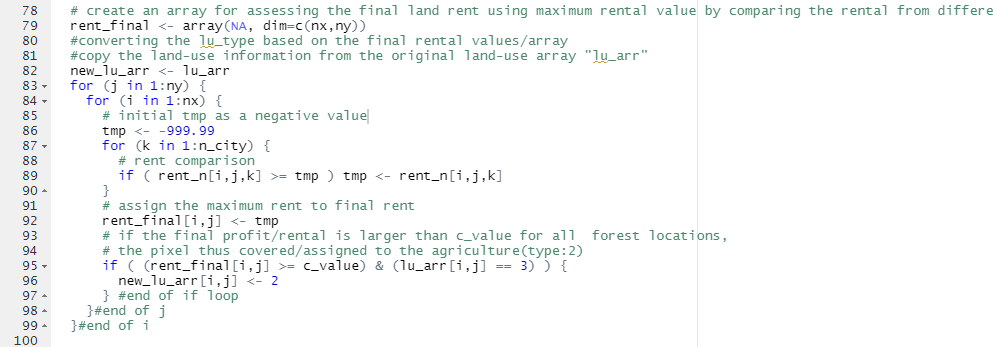 78 # create an array for assessing the final land rent using maximum rental value by comparing the rental from differe
79 rent_final <- array(NA, dim=c(nx,ny))
80 #converting the lu_type based on the final rental values/array
81 #copy the land-use information from the original land-use array "lu_arr"
82 new_lu_arr <- lu_arr
83 for (j in 1:ny) {
84 for (i in 1:nx) {
85 # initial tmp as a negative value
86 tmp <- -999.99
87 for (k in 1:n_city) {
88 # rent comparison
89 if ( rent_n[i,j,k] >= tmp ) tmp <- rent_n[i,j,k]
90 }
91 # assign the maximum rent to final rent
92 rent_final[i,j] <- tmp
93 # if the final profit/rental is larger than c_value for all  forest locations,
94 # the pixel thus covered/assigned to the agriculture(type:2)
95 if ( (rent_final[i,j] >= c_value) & (lu_arr[i,j] == 3) ) {
96 new_lu_arr[i,j] <- 2
97 } #end of if loop
98 }#end of j
99 }#end of i
100